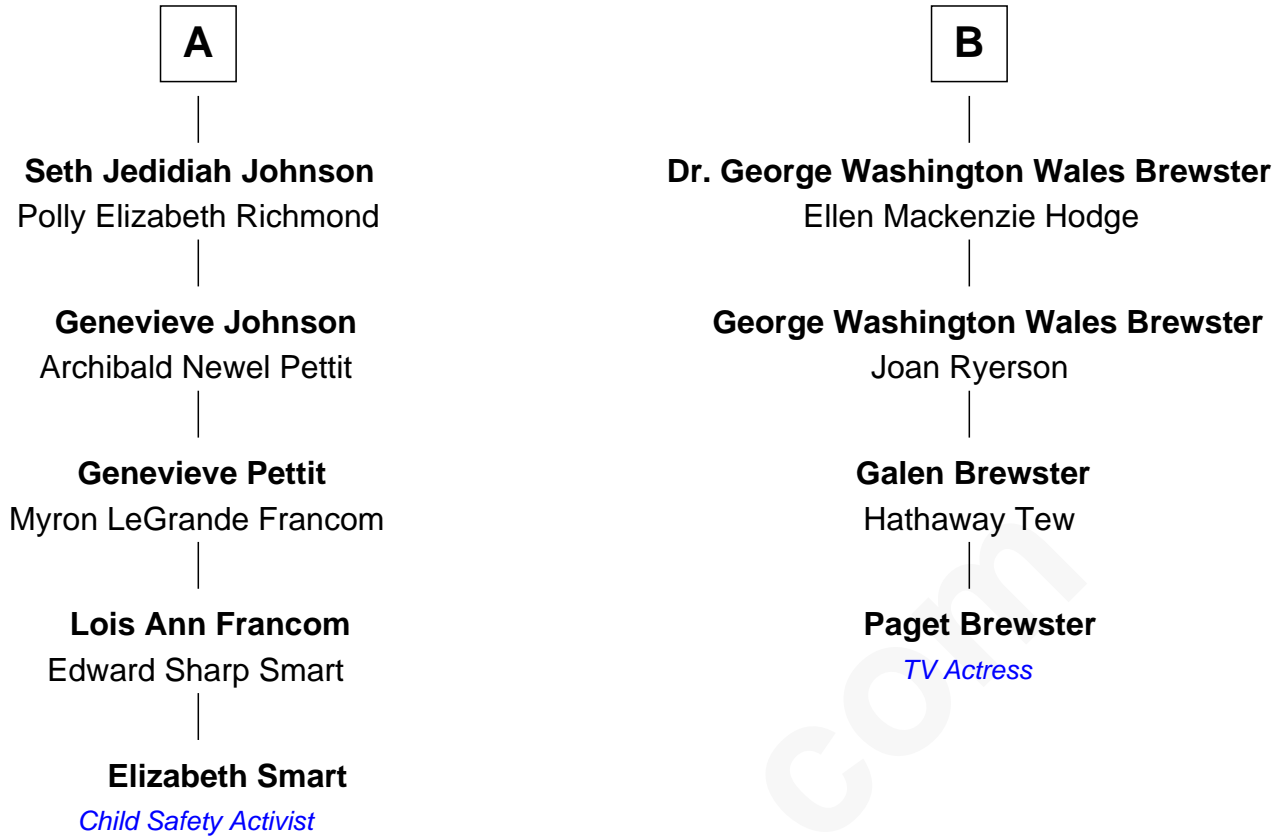 A
Seth Jedidiah Johnson
Polly Elizabeth Richmond
Genevieve Johnson
Archibald Newel Pettit
Genevieve Pettit
Myron LeGrande Francom
Lois Ann Francom
Edward Sharp Smart
Elizabeth Smart
Child Safety Activist
B
Dr. George Washington Wales Brewster
Ellen Mackenzie Hodge
George Washington Wales Brewster
Joan Ryerson
Galen Brewster
Hathaway Tew
Paget Brewster
TV Actress
com